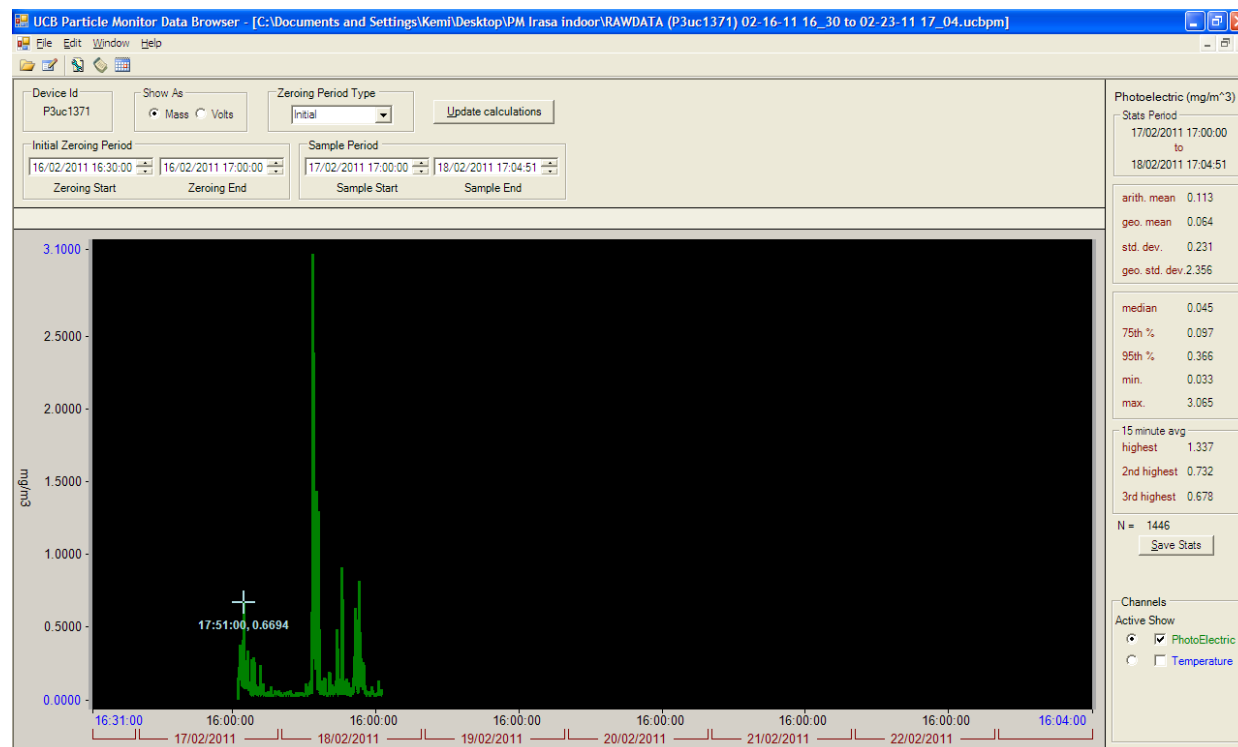 UCB Particle Monitor Data Browser - [C:\Documents and Settings\Kemi\Desktop\PM Irasa indoor\RAWDATA (P3uc1371) 02-16-11 16_30 to 02-23-11 17_04.ucbpm]
File Edit Window Help
Device Id Show As Zeroing Period Type
P3uc1371 Mass Volts Initial Update calculations
Initial Zeroing Period Sample Period
16/02/2011 16:30:00 16/02/2011 17:00:00 17/02/2011 17:00:00 18/02/2011 17:04:51
Zeroing Start Zeroing End Sample Start Sample End
3.1000
2.5000
2.0000
1.5000
1.0000
0.5000
0.0000
mg/m3
17:51:00, 0.6694
16:31:00 16:00:00 16:00:00 16:00:00 16:00:00 16:00:00 16:00:00 16:04:00
17/02/2011 18/02/2011 19/02/2011 20/02/2011 21/02/2011 22/02/2011
Photoelectric (mg/m^3)
Stats Period
17/02/2011 17:00:00
to
18/02/2011 17:04:51
arith. mean 0.113
geo. mean 0.064
std. dev. 0.231
geo. std. dev. 2.356
median 0.045
75th % 0.097
95th % 0.366
min. 0.033
max. 3.065
15 minute avg
highest 1.337
2nd highest 0.732
3rd highest 0.678
N = 1446
Save Stats
Channels
Active Show
PhotoElectric
Temperature